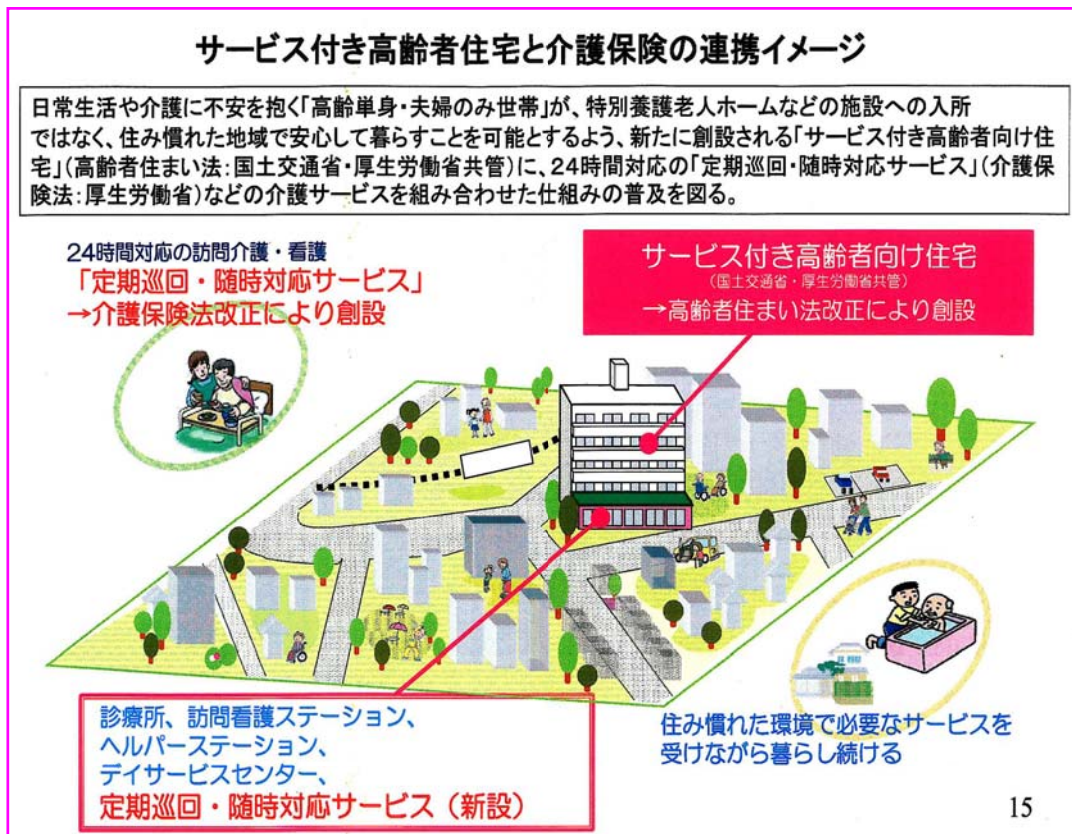 サービス付き高齢者住宅と介護保険の連携イメージ
日常生活や介護に不安を抱く「高齢単身・夫婦のみ世帯」が、特別養護老人ホームなどの施設への入所
ではなく、住み慣れた地域で安心して暮らすことを可能とするよう、新たに創設される「サービス付き高齢者向け住
宅」(高齢者住まい法:国土交通省・厚生労働省共管)に、24時間対応の「定期巡回・随時対応サービス」(介護保
険法:厚生労働省)などの介護サービスを組み合わせた仕組みの普及を図る。
24時間対応の訪問介護・看護
「定期巡回・随時対応サービス」
→介護保険法改正により創設
サービス付き高齢者向け住宅
(国土交通省・厚生労働省共管)
→高齢者住まい法改正により創設
診療所、訪問看護ステーション、
ヘルパーステーション、
デイサービスセンター、
定期巡回・随時対応サービス(新設)
住み慣れた環境で必要なサービスを
受けながら暮らし続ける
15